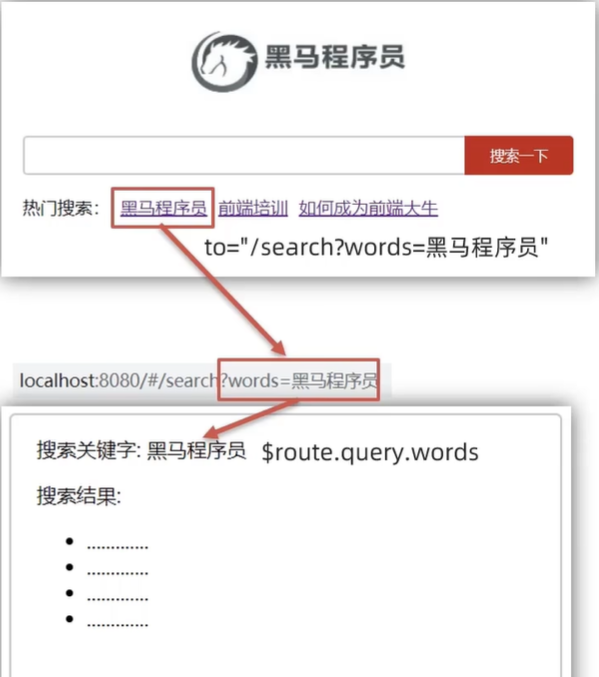 黑马程序员
搜索一下
热门搜索: 黑马程序员 前端培训 如何成为前端大牛
to="/search?words=黑马程序员"
localhost:8080/#/search?words=黑马程序员
搜索关键字: 黑马程序员 $route.query.words
搜索结果:
• .............
• .............
• .............
• .............